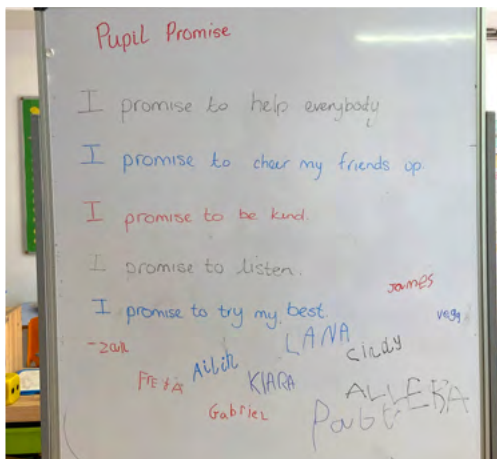 Pupil Promise
I promise to help everybody
I promise to cheer my friends up.
I promise to be kind.
I promise to listen.
I promise to try my best.
James
LANA
Cindy
KIARA
Gabriel